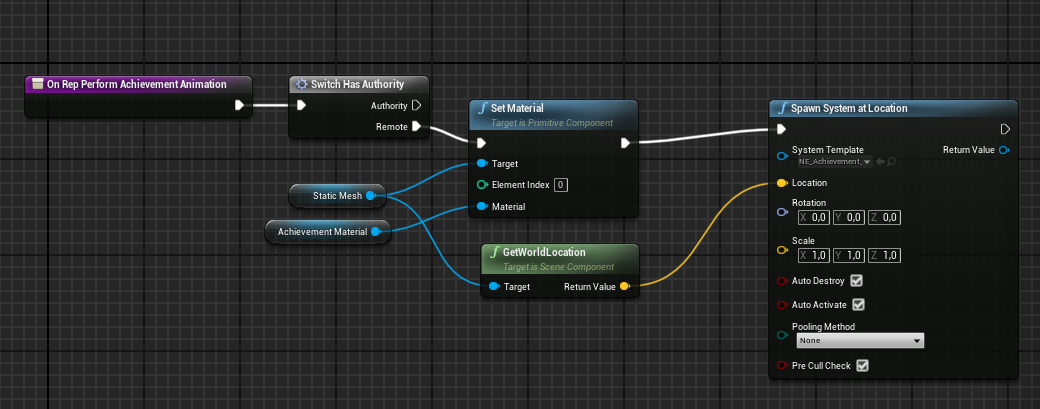 On Rep Perform Achievement Animation
Switch Has Authority
Authority
Remote
Set Material
Target is Primitive Component
Target
Element Index 0
Material
Static Mesh
Achievement Material
GetWorldLocation
Target is Scene Component
Target Return Value
Spawn System at Location
System Template Return Value
NE_Achievement_
Location
Rotation
X 0,0 Y 0,0 Z 0,0
Scale
X 1,0 Y 1,0 Z 1,0
Auto Destroy
Auto Activate
Pooling Method
None
Pre Cull Check